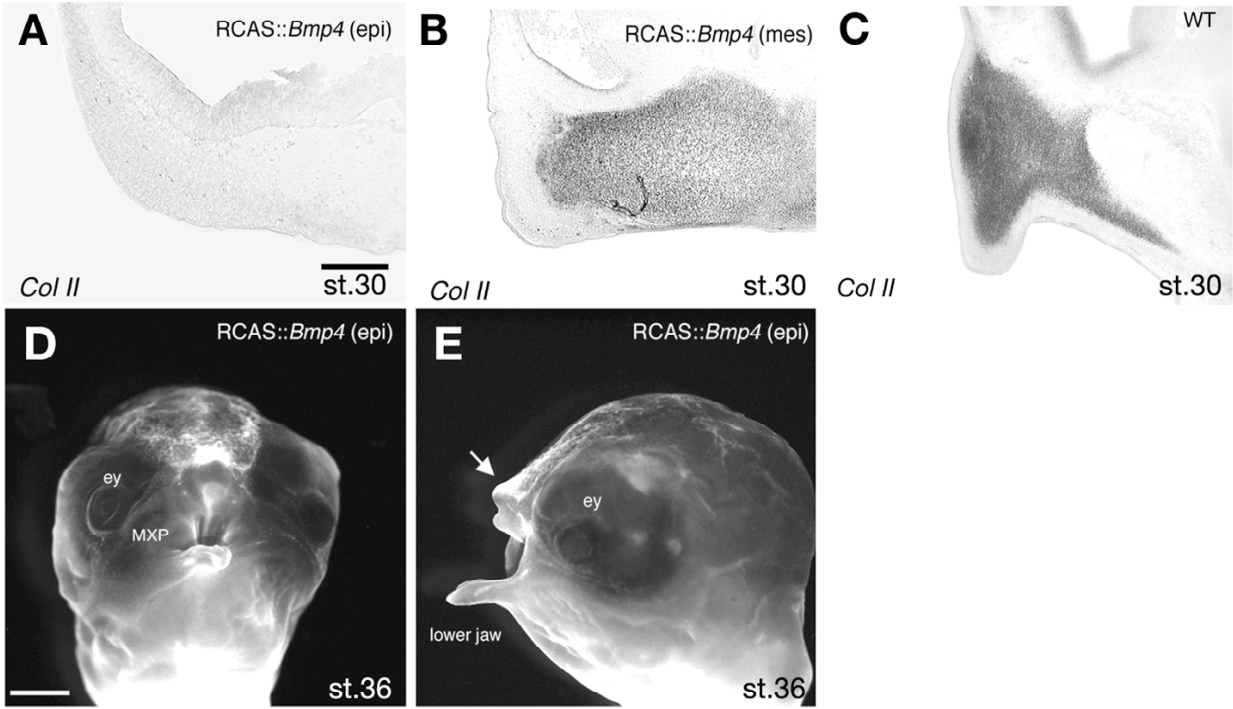 A
RCAS::Bmp4 (epi)
Col II
st.30
B
RCAS::Bmp4 (mes)
Col II
st.30
C
WT
Col II
st.30
D
RCAS::Bmp4 (epi)
ey
MXP
st.36
E
RCAS::Bmp4 (epi)
ey
lower jaw
st.36